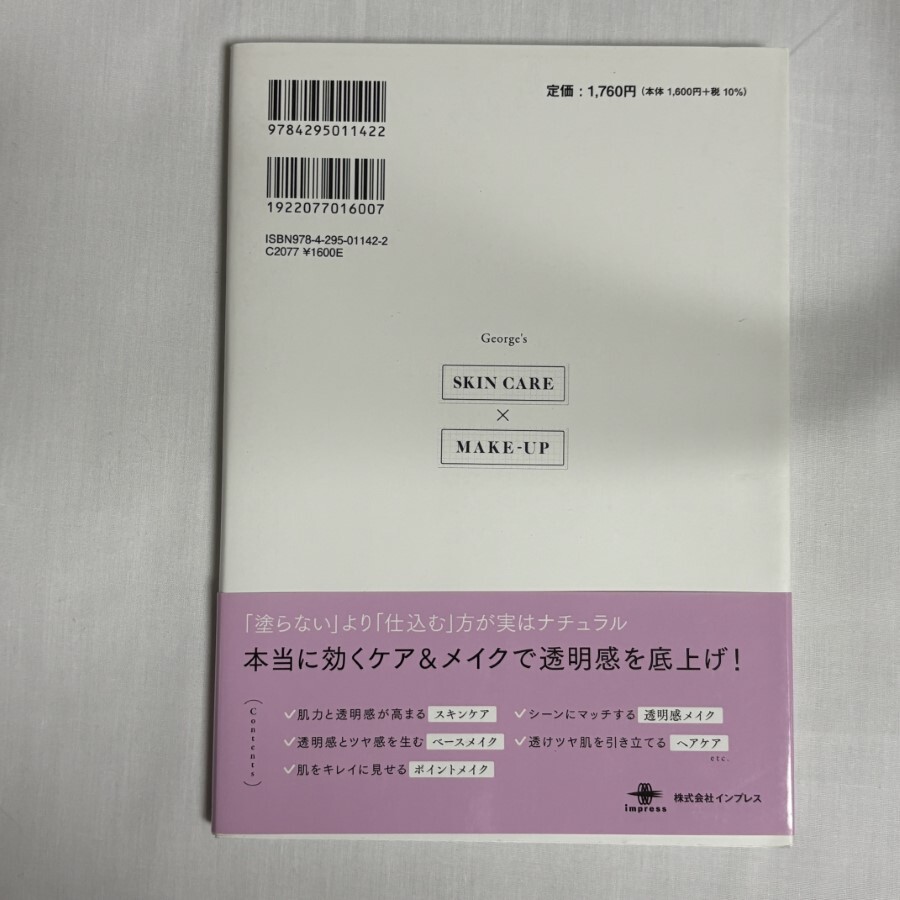 9784295011422
定価：1,760円（本体 1,600円＋税 10%）
1922077016007
ISBN978-4-295-01142-2
C2077 ¥1600E
George's
SKIN CARE
×
MAKE-UP
「塗らない」より「仕込む」方が実はナチュラル
本当に効くケア＆メイクで透明感を底上げ！
(Contents)
✓肌力と透明感が高まる スキンケア
✓透明感とツヤ感を生む ベースメイク
✓肌をキレイに見せる ポイントメイク
✓シーンにマッチする 透明感メイク
✓透けツヤ肌を引き立てる ヘアケア
etc.
impress 株式会社インプレス